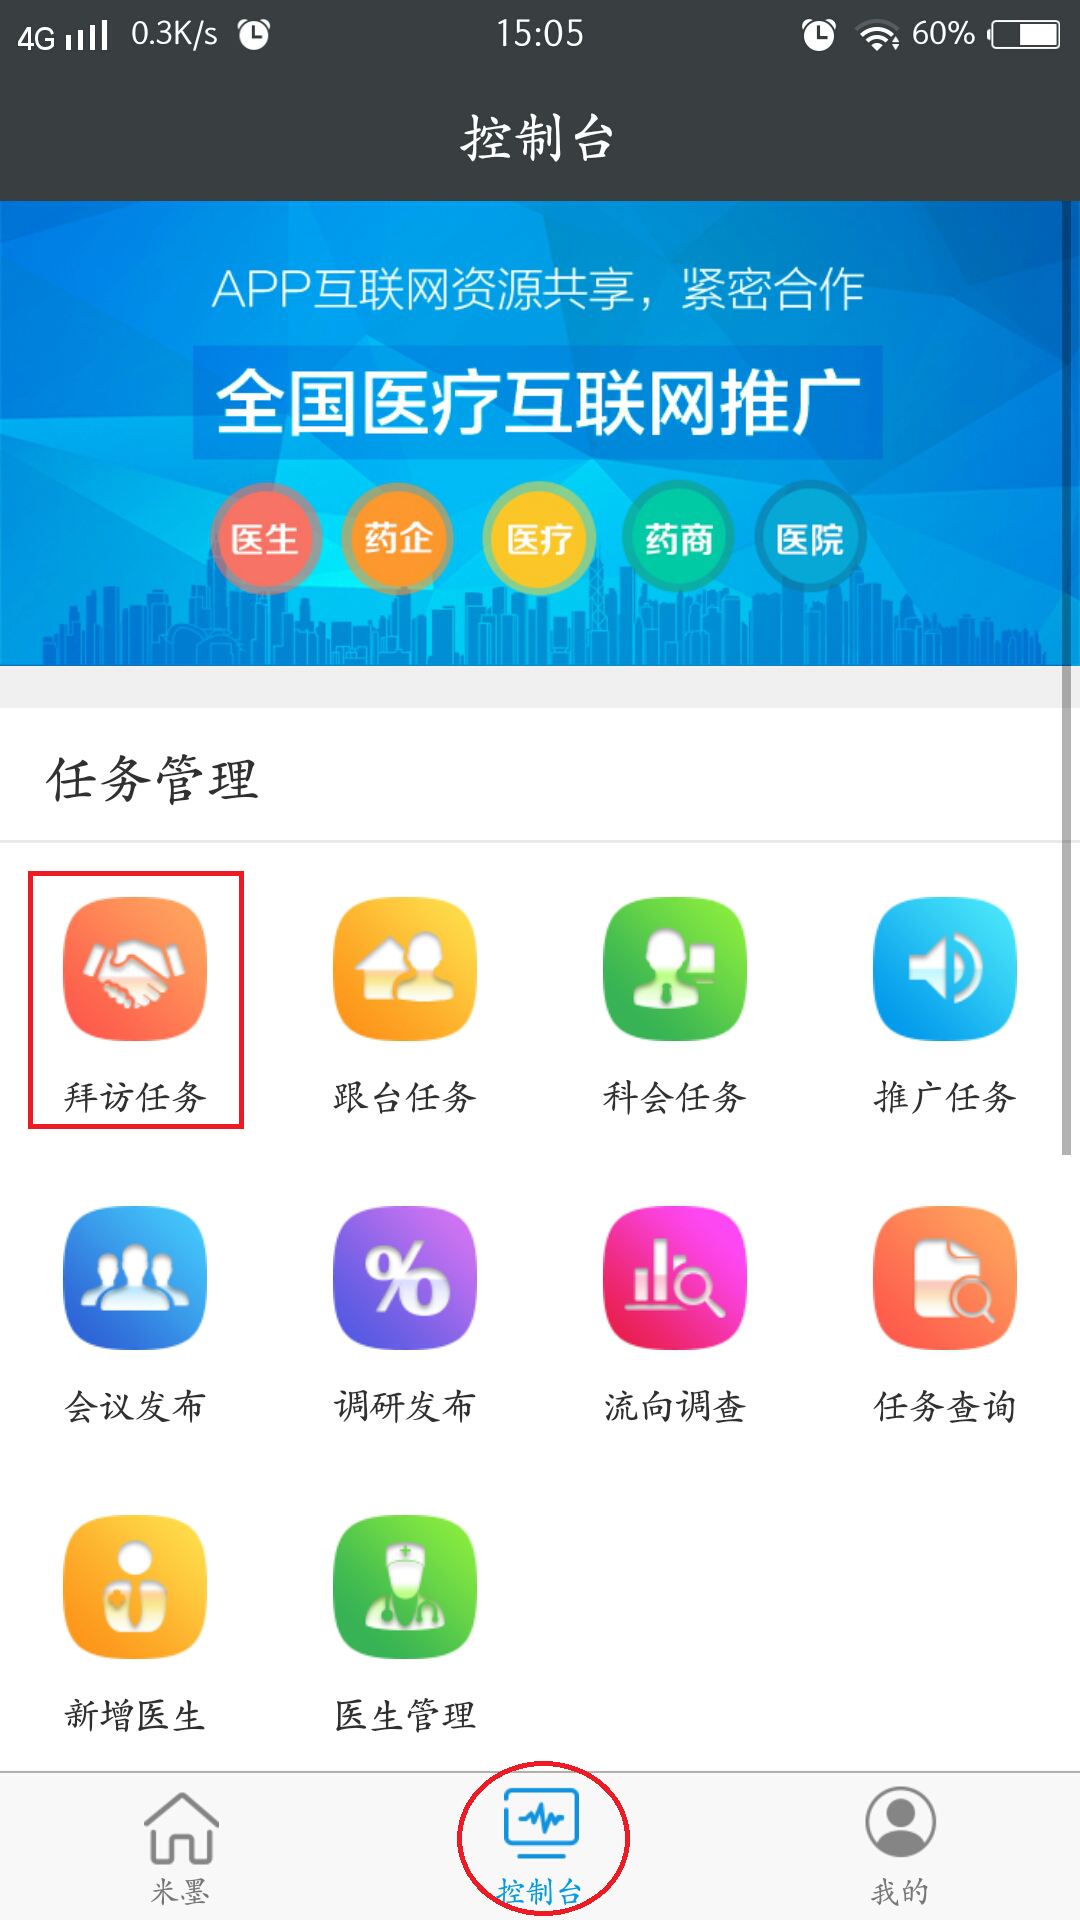 4G 0.3K/s 15:05 60%
控制台
APP互联网资源共享，紧密合作
全国医疗互联网推广
医生 药企 医疗 药商 医院
任务管理
拜访任务 跟台任务 科会任务 推广任务
会议发布 调研发布 流向调查 任务查询
新增医生 医生管理
米墨 控制台 我的